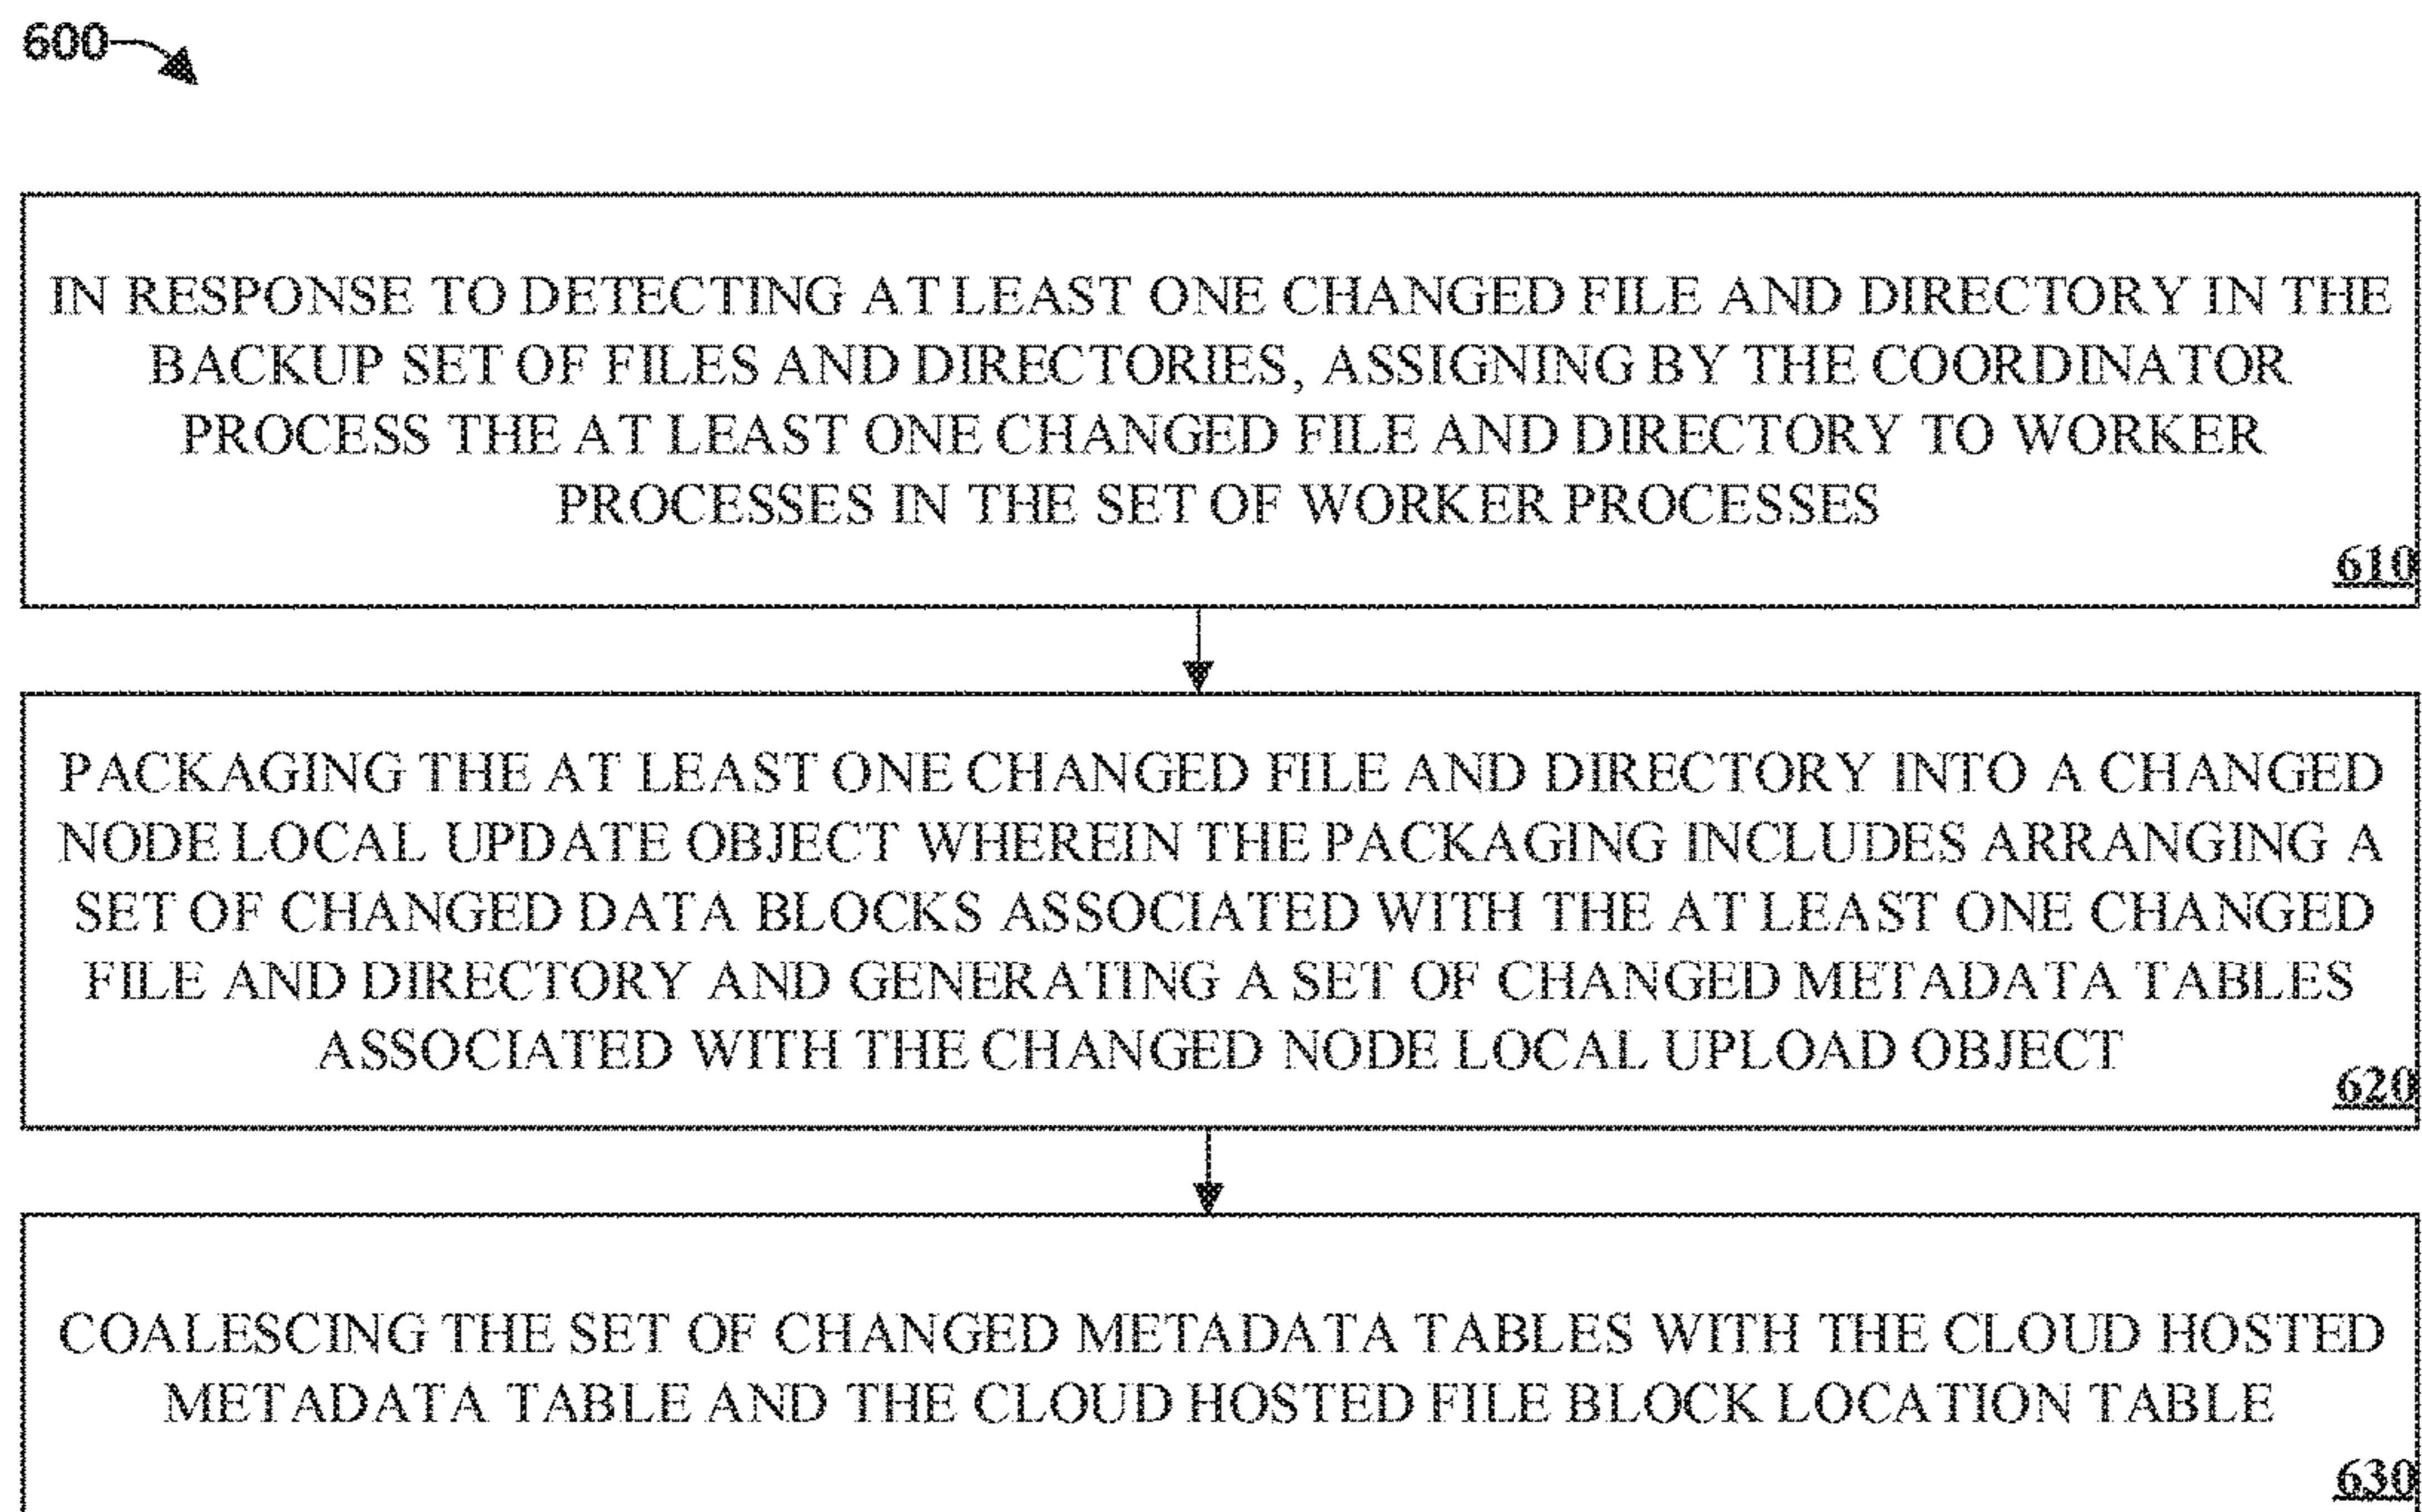 600
IN RESPONSE TO DETECTING AT LEAST ONE CHANGED FILE AND DIRECTORY IN THE
BACKUP SET OF FILES AND DIRECTORIES, ASSIGNING BY THE COORDINATOR
PROCESS THE AT LEAST ONE CHANGED FILE AND DIRECTORY TO WORKER
PROCESSES IN THE SET OF WORKER PROCESSES
610
PACKAGING THE AT LEAST ONE CHANGED FILE AND DIRECTORY INTO A CHANGED
NODE LOCAL UPDATE OBJECT WHEREIN THE PACKAGING INCLUDES ARRANGING A
SET OF CHANGED DATA BLOCKS ASSOCIATED WITH THE AT LEAST ONE CHANGED
FILE AND DIRECTORY AND GENERATING A SET OF CHANGED METADATA TABLES
ASSOCIATED WITH THE CHANGED NODE LOCAL UPLOAD OBJECT
620
COALESCING THE SET OF CHANGED METADATA TABLES WITH THE CLOUD HOSTED
METADATA TABLE AND THE CLOUD HOSTED FILE BLOCK LOCATION TABLE
630